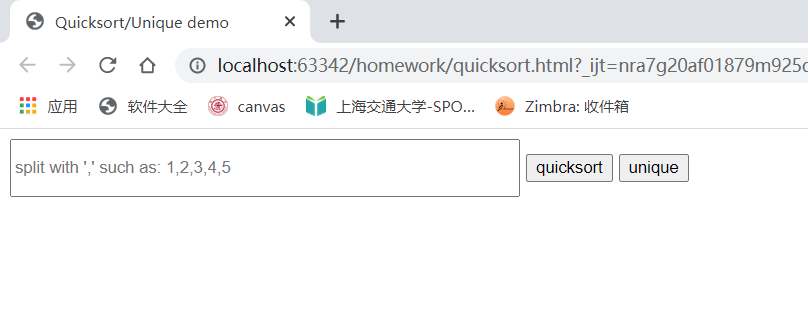 Quicksort/Unique demo
localhost:63342/homework/quicksort.html?_ijt=nra7g20af01879m925
应用 软件大全 canvas 上海交通大学-SPO... Zimbra: 收件箱
split with ',' such as: 1,2,3,4,5 quicksort unique